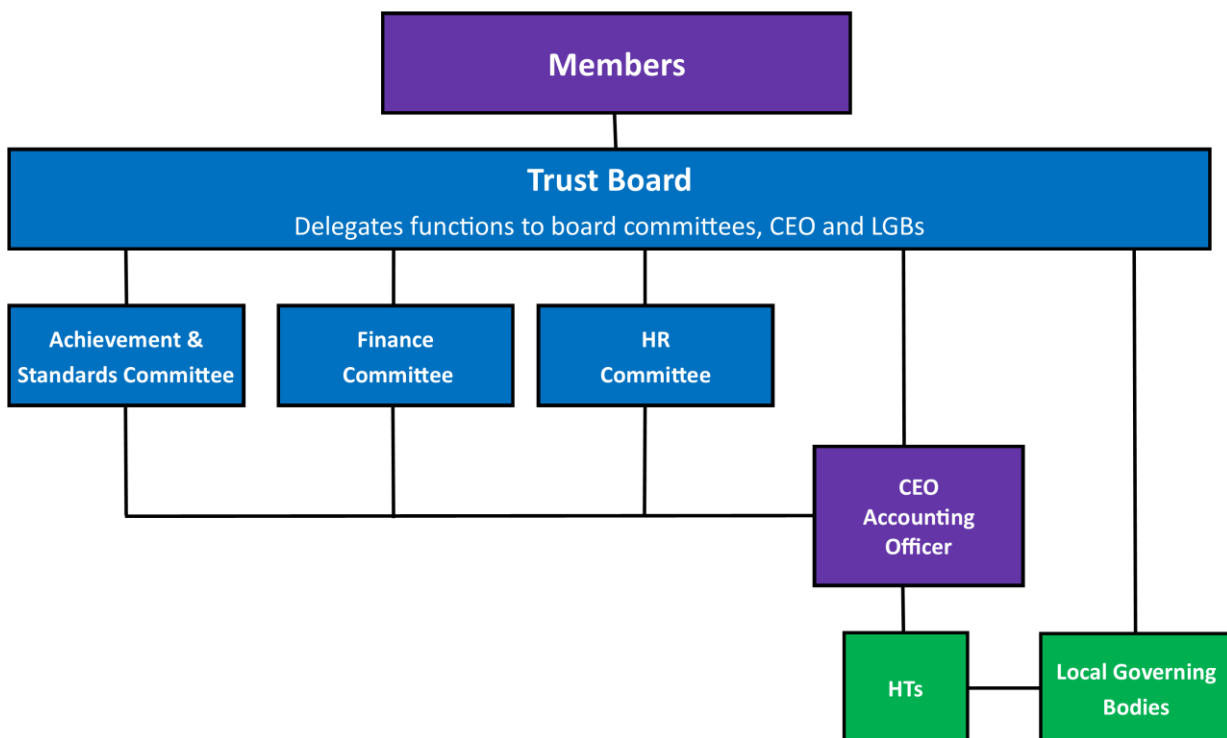 Members
Trust Board
Delegates functions to board committees, CEO and LGBs
Achievement &
Standards Committee
Finance
Committee
HR
Committee
CEO
Accounting
Officer
HTs
Local Governing
Bodies